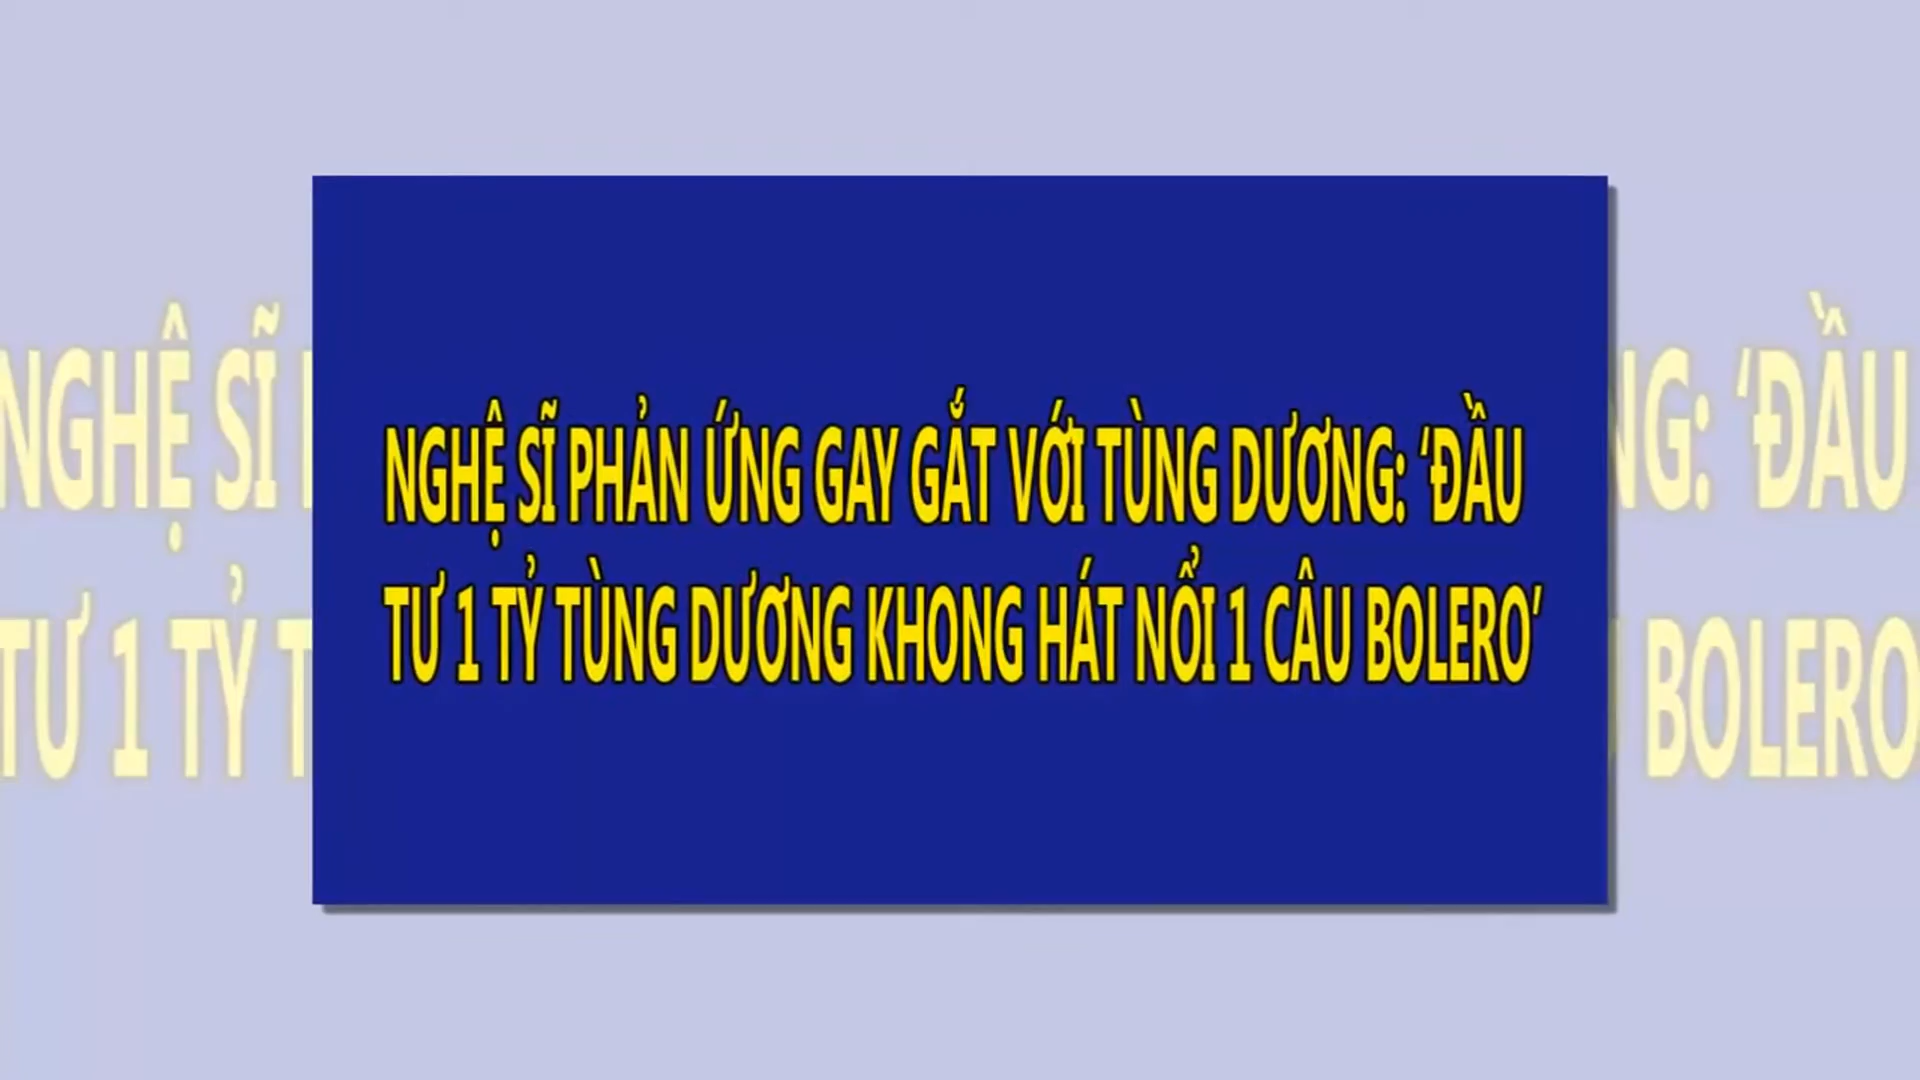 NGHỆ SĨ PHẢN ỨNG GAY GẮT VỚI TÙNG DƯƠNG: ‘ĐẦU
TƯ 1 TỶ TÙNG DƯƠNG KHONG HÁT NỔI 1 CÂU BOLERO’